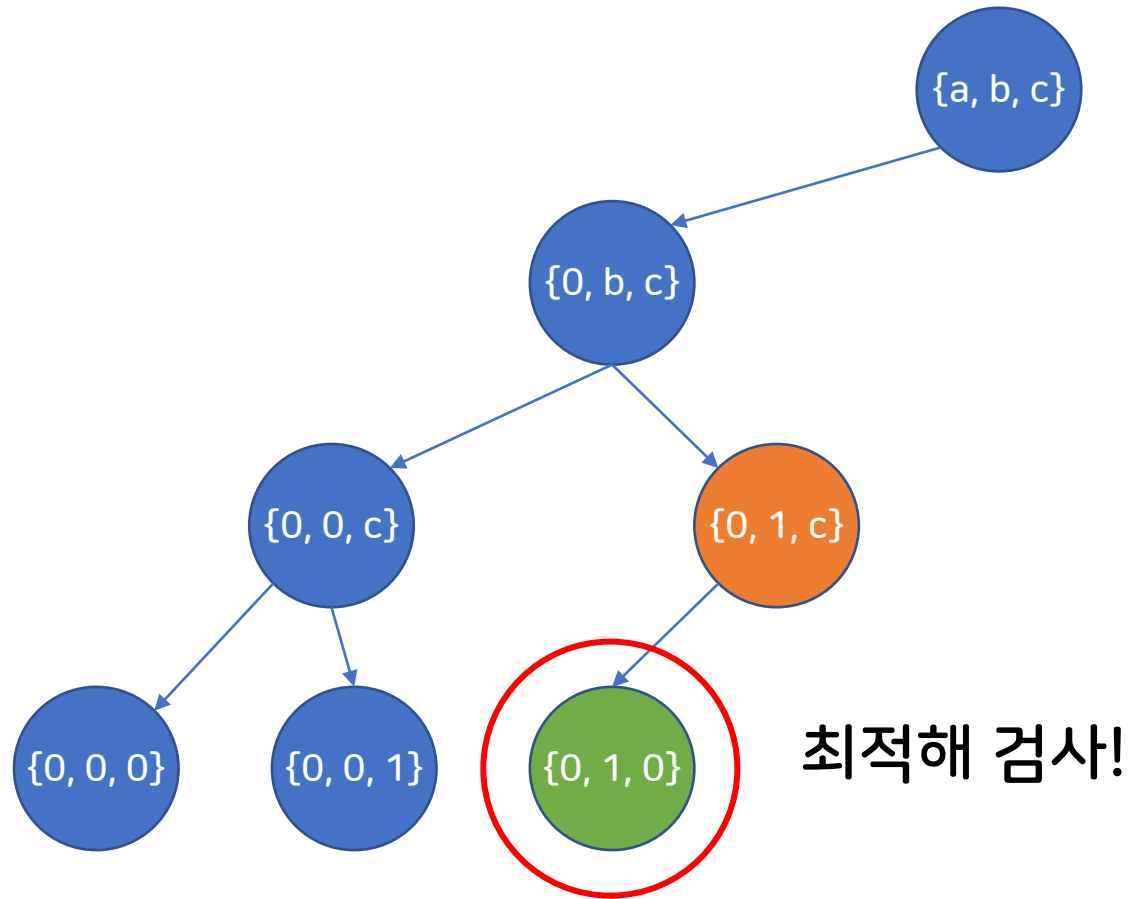 {a, b, c}
{0, b, c}
{0, 0, c}
{0, 1, c}
{0, 0, 0}
{0, 0, 1}
{0, 1, 0}
최적해 검사!